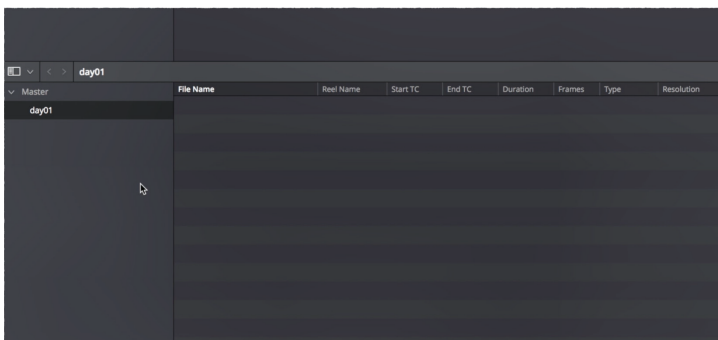 day01
Master
File Name Reel Name Start TC End TC Duration Frames Type Resolution
day01